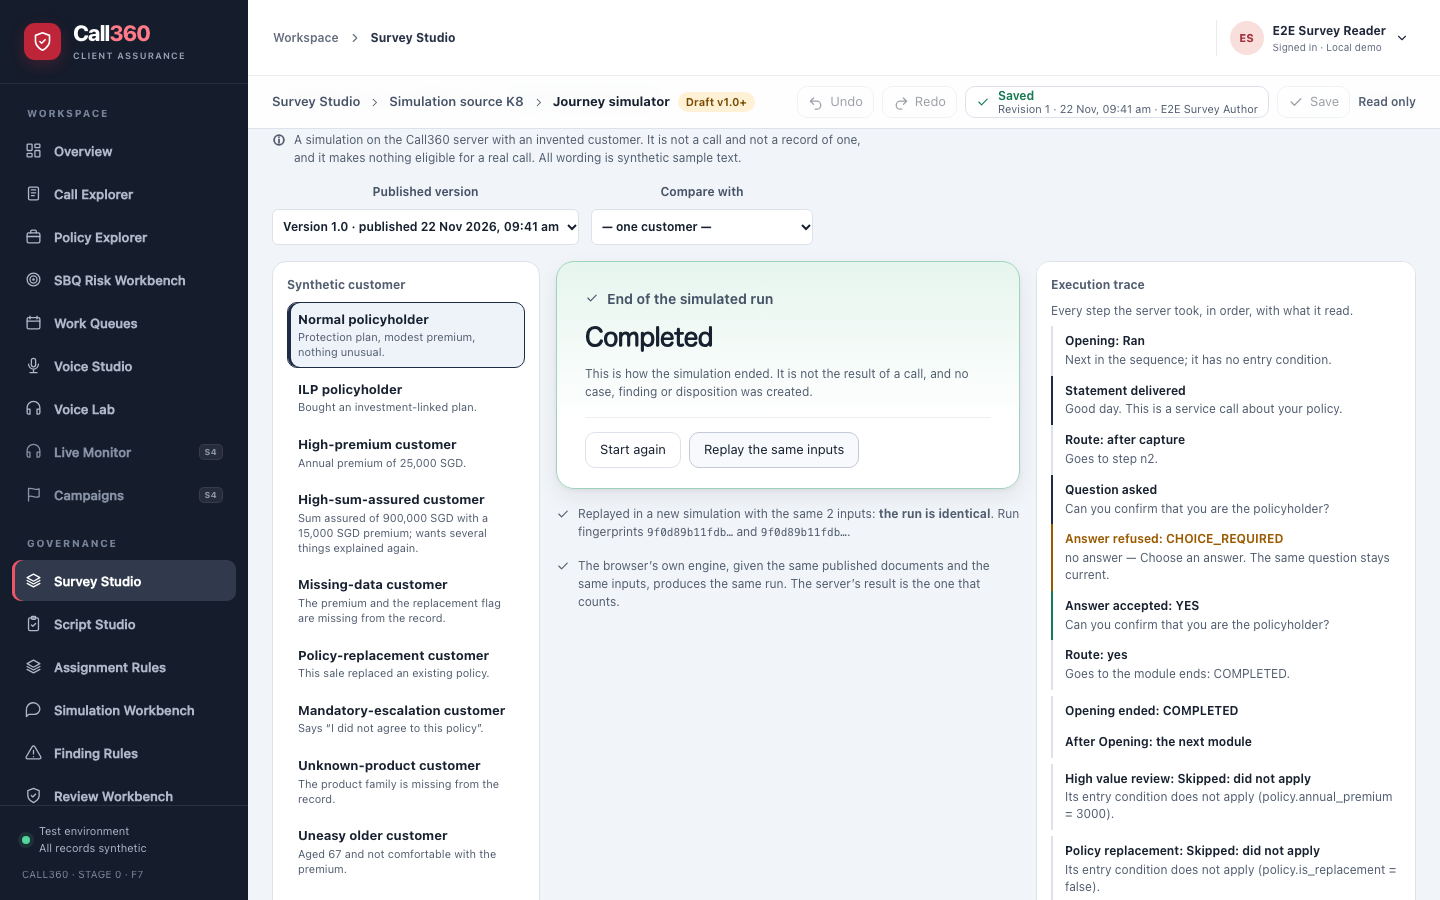 Call360
CLIENT ASSURANCE
WORKSPACE
Overview
Call Explorer
Policy Explorer
SBQ Risk Workbench
Work Queues
Voice Studio
Voice Lab
Live Monitor S4
Campaigns S4
GOVERNANCE
Survey Studio
Script Studio
Assignment Rules
Simulation Workbench
Finding Rules
Review Workbench
Test environment
All records synthetic
CALL360 · STAGE 0 · F7
Workspace > Survey Studio
ES
E2E Survey Reader
Signed in · Local demo
Survey Studio > Simulation source K8 > Journey simulator Draft v1.0+
Undo
Redo
Saved
Revision 1 · 22 Nov, 09:41 am · E2E Survey Author
Save
Read only
A simulation on the Call360 server with an invented customer. It is not a call and not a record of one,
and it makes nothing eligible for a real call. All wording is synthetic sample text.
Published version
Version 1.0 · published 22 Nov 2026, 09:41 am
Compare with
— one customer —
Synthetic customer
Normal policyholder
Protection plan, modest premium,
nothing unusual.
ILP policyholder
Bought an investment-linked plan.
High-premium customer
Annual premium of 25,000 SGD.
High-sum-assured customer
Sum assured of 900,000 SGD with a
15,000 SGD premium; wants several
things explained again.
Missing-data customer
The premium and the replacement flag
are missing from the record.
Policy-replacement customer
This sale replaced an existing policy.
Mandatory-escalation customer
Says “I did not agree to this policy”.
Unknown-product customer
The product family is missing from the
record.
Uneasy older customer
Aged 67 and not comfortable with the
premium.
End of the simulated run
Completed
This is how the simulation ended. It is not the result of a call, and no
case, finding or disposition was created.
Start again
Replay the same inputs
Replayed in a new simulation with the same 2 inputs: the run is identical. Run
fingerprints 9f0d89b11fdb… and 9f0d89b11fdb….
The browser’s own engine, given the same published documents and the
same inputs, produces the same run. The server’s result is the one that
counts.
Execution trace
Every step the server took, in order, with what it read.
Opening: Ran
Next in the sequence; it has no entry condition.
Statement delivered
Good day. This is a service call about your policy.
Route: after capture
Goes to step n2.
Question asked
Can you confirm that you are the policyholder?
Answer refused: CHOICE_REQUIRED
no answer — Choose an answer. The same question stays
current.
Answer accepted: YES
Can you confirm that you are the policyholder?
Route: yes
Goes to the module ends: COMPLETED.
Opening ended: COMPLETED
After Opening: the next module
High value review: Skipped: did not apply
Its entry condition does not apply (policy.annual_premium
= 3000).
Policy replacement: Skipped: did not apply
Its entry condition does not apply (policy.is_replacement =
false).